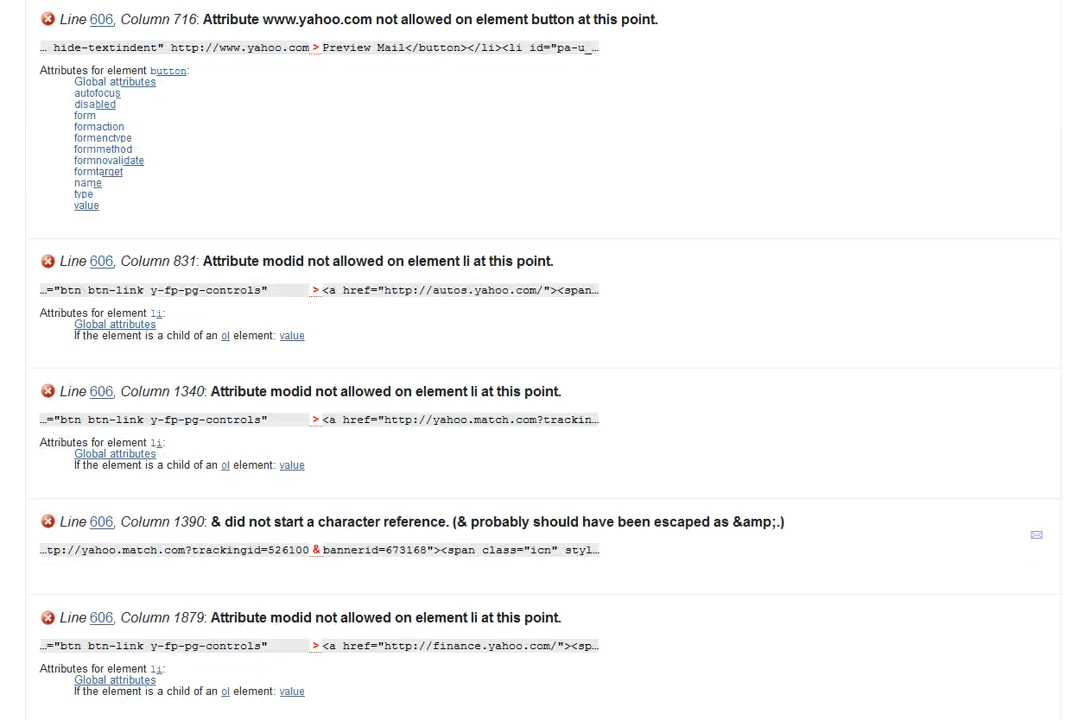 Line 606, Column 716: Attribute www.yahoo.com not allowed on element button at this point.
… hide-textindent" http://www.yahoo.com > Preview Mail</button></li><li id="pa-u_…
Attributes for element button:
Global attributes
autofocus
disabled
form
formaction
formenctype
formmethod
formnovalidate
formtarget
name
type
value
Line 606, Column 831: Attribute modid not allowed on element li at this point.
…="btn btn-link y-fp-pg-controls" ><a href="http://autos.yahoo.com/"><span…
Attributes for element li:
Global attributes
If the element is a child of an ol element: value
Line 606, Column 1340: Attribute modid not allowed on element li at this point.
…="btn btn-link y-fp-pg-controls" ><a href="http://yahoo.match.com?trackin…
Attributes for element li:
Global attributes
If the element is a child of an ol element: value
Line 606, Column 1390: & did not start a character reference. (& probably should have been escaped as &amp;.)
…tp://yahoo.match.com?trackingid=526100 &bannerid=673168"><span class="icn" styl…
Line 606, Column 1879: Attribute modid not allowed on element li at this point.
…="btn btn-link y-fp-pg-controls" ><a href="http://finance.yahoo.com/"><sp…
Attributes for element li:
Global attributes
If the element is a child of an ol element: value